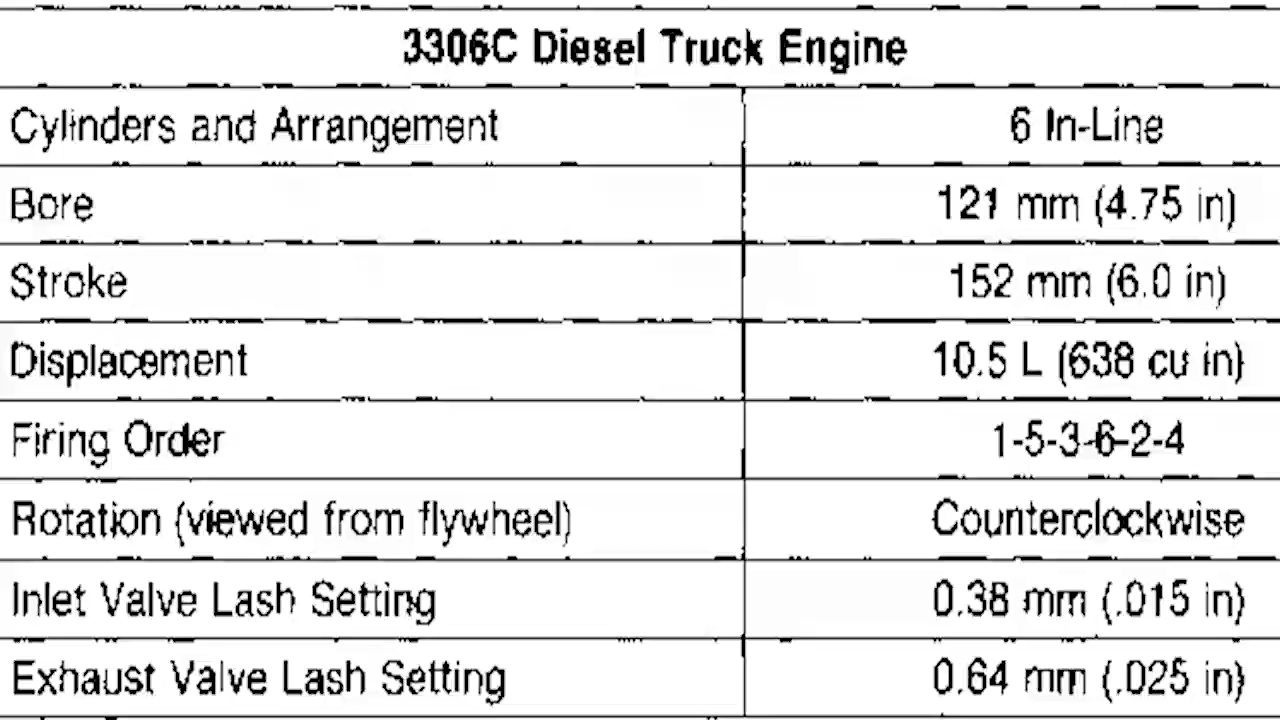 3306C Diesel Truck Engine
Cylinders and Arrangement 6 In-Line
Bore 121 mm (4.75 in)
Stroke 152 mm (6.0 in)
Displacement 10.5 L (638 cu in)
Firing Order 1-5-3-6-2-4
Rotation (viewed from flywheel) Counterclockwise
Inlet Valve Lash Setting 0.38 mm (.015 in)
Exhaust Valve Lash Setting 0.64 mm (.025 in)